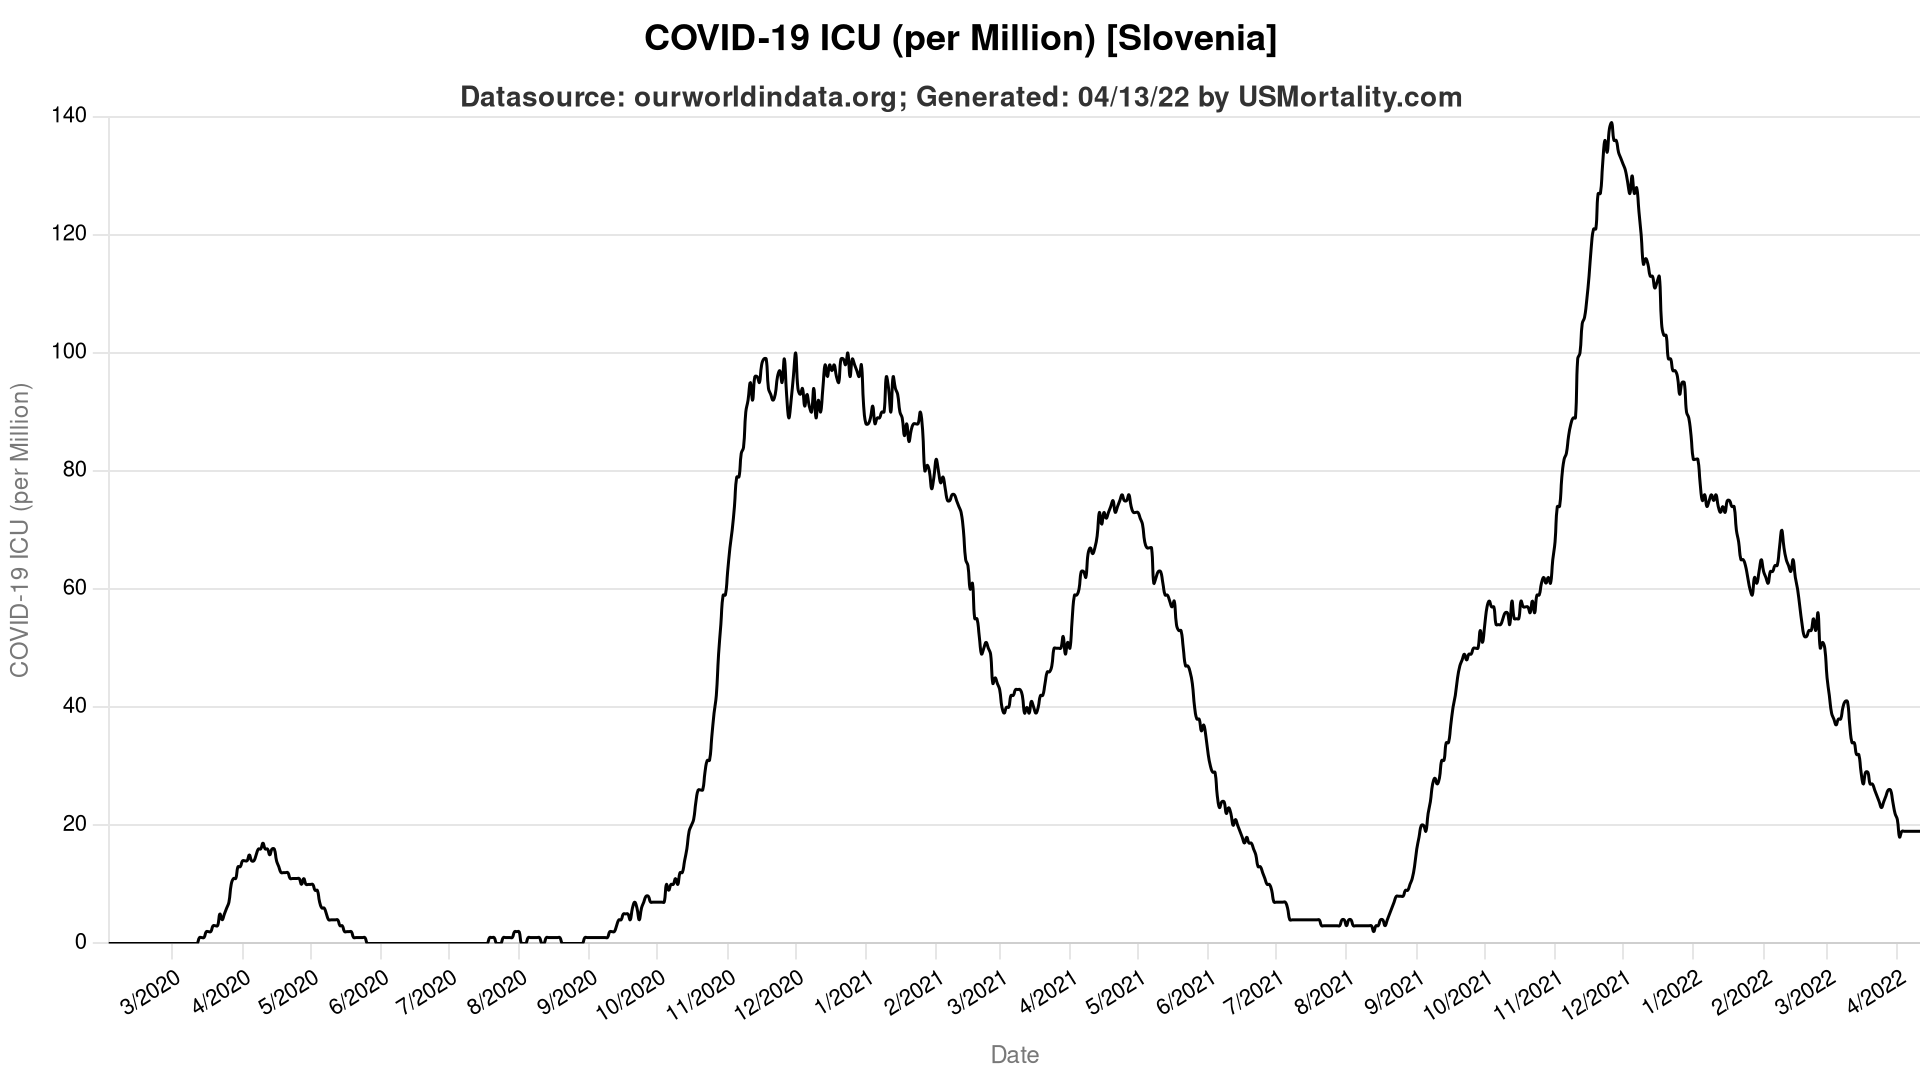 COVID-19 ICU (per Million) [Slovenia]
Datasource: ourworldindata.org; Generated: 04/13/22 by USMortality.com
COVID-19 ICU (per Million)
140
120
100
80
60
40
20
0
3/2020 4/2020 5/2020 6/2020 7/2020 8/2020 9/2020 10/2020 11/2020 12/2020 1/2021 2/2021 3/2021 4/2021 5/2021 6/2021 7/2021 8/2021 9/2021 10/2021 11/2021 12/2021 1/2022 2/2022 3/2022 4/2022
Date